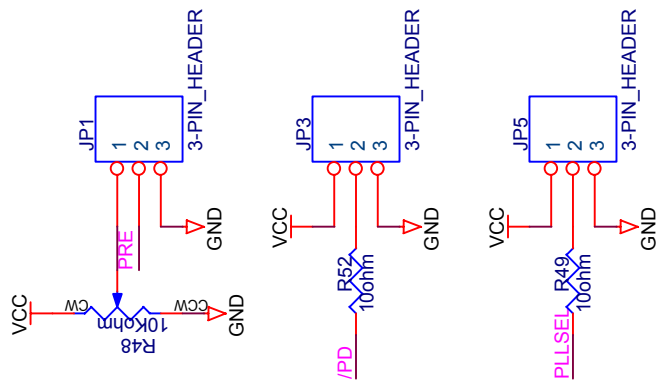 JP1
1
2
3
3-PIN_HEADER
PRE
GND
VCC
CW
CCW
R48
10Kohm
GND
JP3
1
2
3
3-PIN_HEADER
VCC
GND
R52
10ohm
/PD
JP5
1
2
3
3-PIN_HEADER
VCC
GND
R49
10ohm
PLLSEL